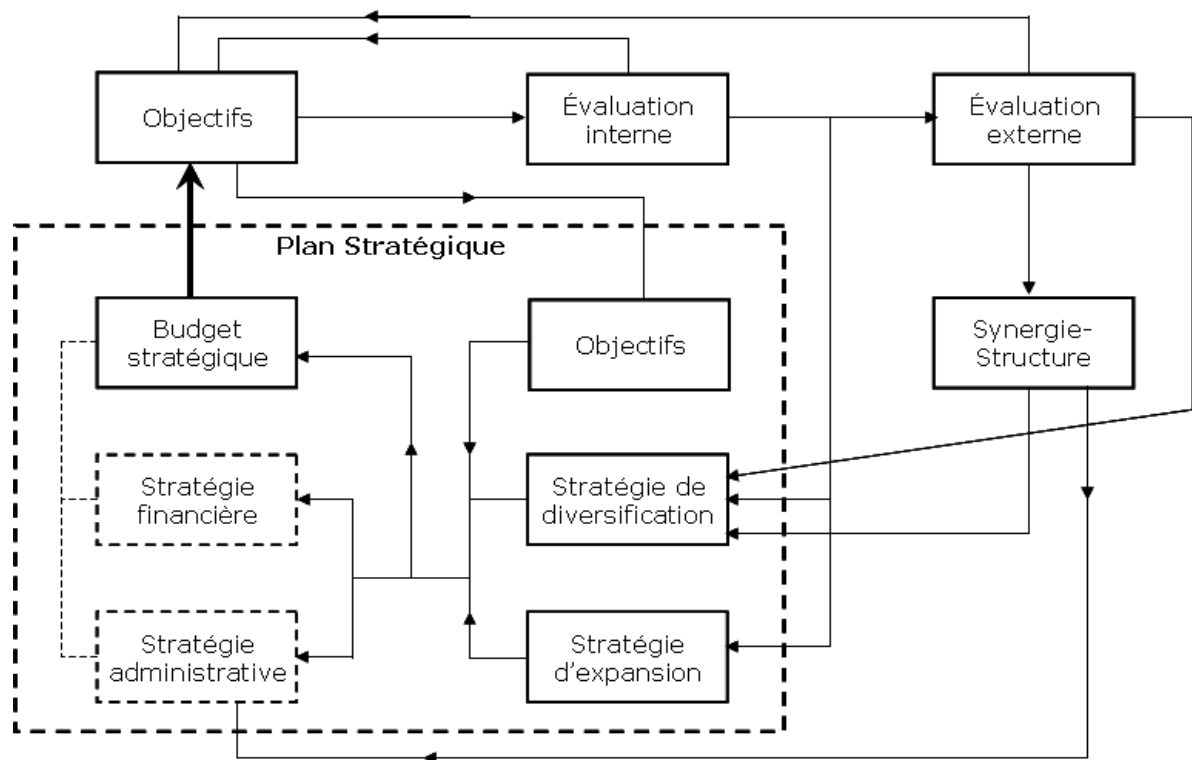 Objectifs
Évaluation
interne
Évaluation
externe
Plan Stratégique
Budget
stratégique
Objectifs
Synergie-
Structure
Stratégie
financière
Stratégie de
diversification
Stratégie
administrative
Stratégie
d'expansion